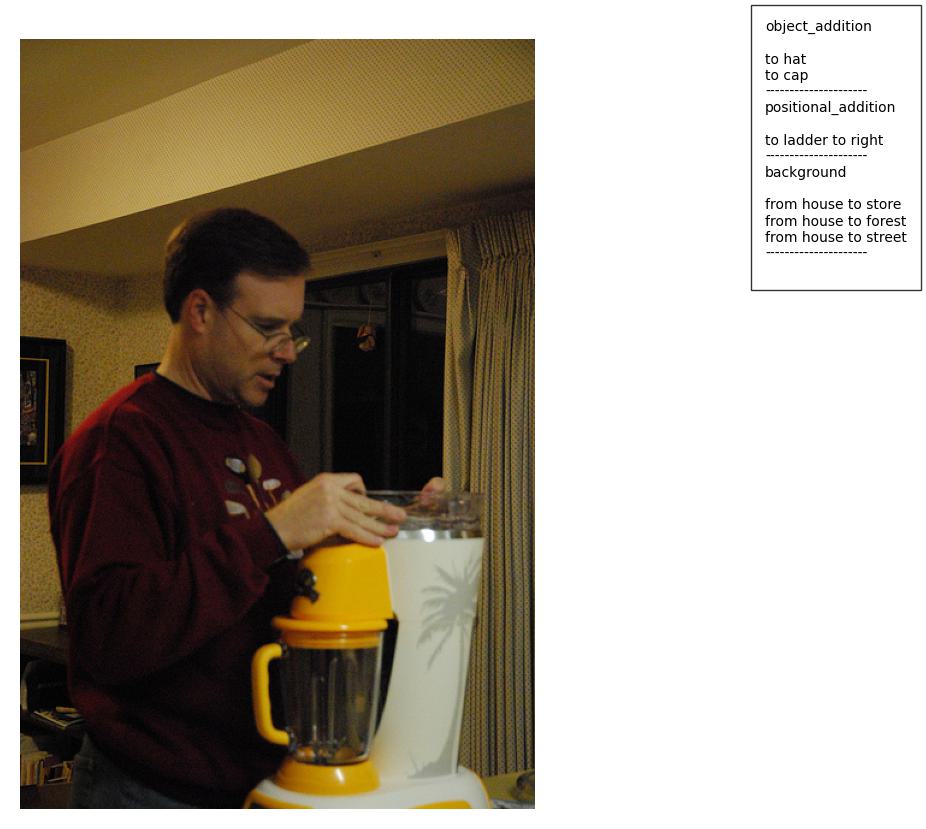 object_addition
to hat
to cap
---------------------
positional_addition
to ladder to right
---------------------
background
from house to store
from house to forest
from house to street
---------------------